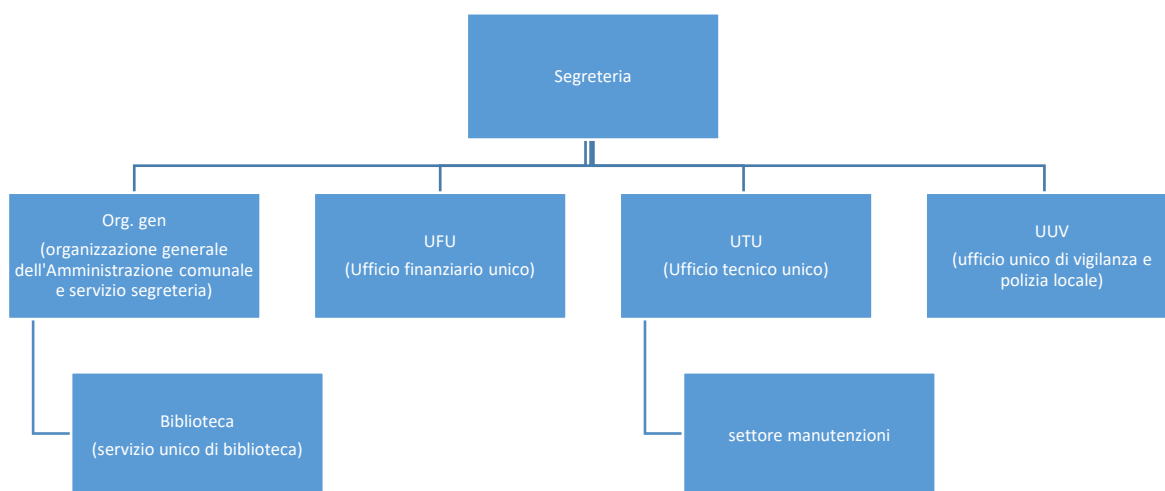 Segreteria
Org. gen
(organizzazione generale
dell'Amministrazione comunale
e servizio segreteria)
UFU
(Ufficio finanziario unico)
UTU
(Ufficio tecnico unico)
UUV
(ufficio unico di vigilanza e
polizia locale)
Biblioteca
(servizio unico di biblioteca)
settore manutenzioni